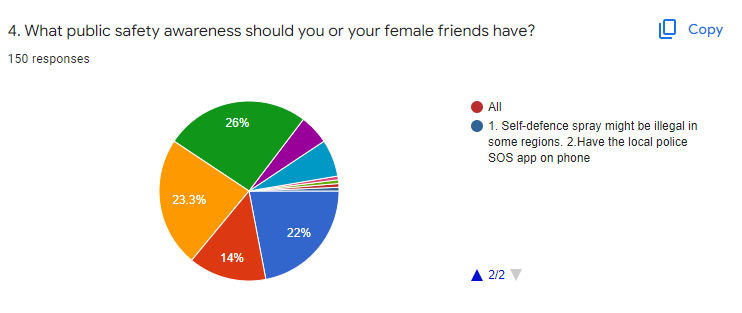 4. What public safety awareness should you or your female friends have?
Copy
150 responses
26%
23.3%
14%
22%
All
1. Self-defence spray might be illegal in
some regions. 2.Have the local police
SOS app on phone
2/2